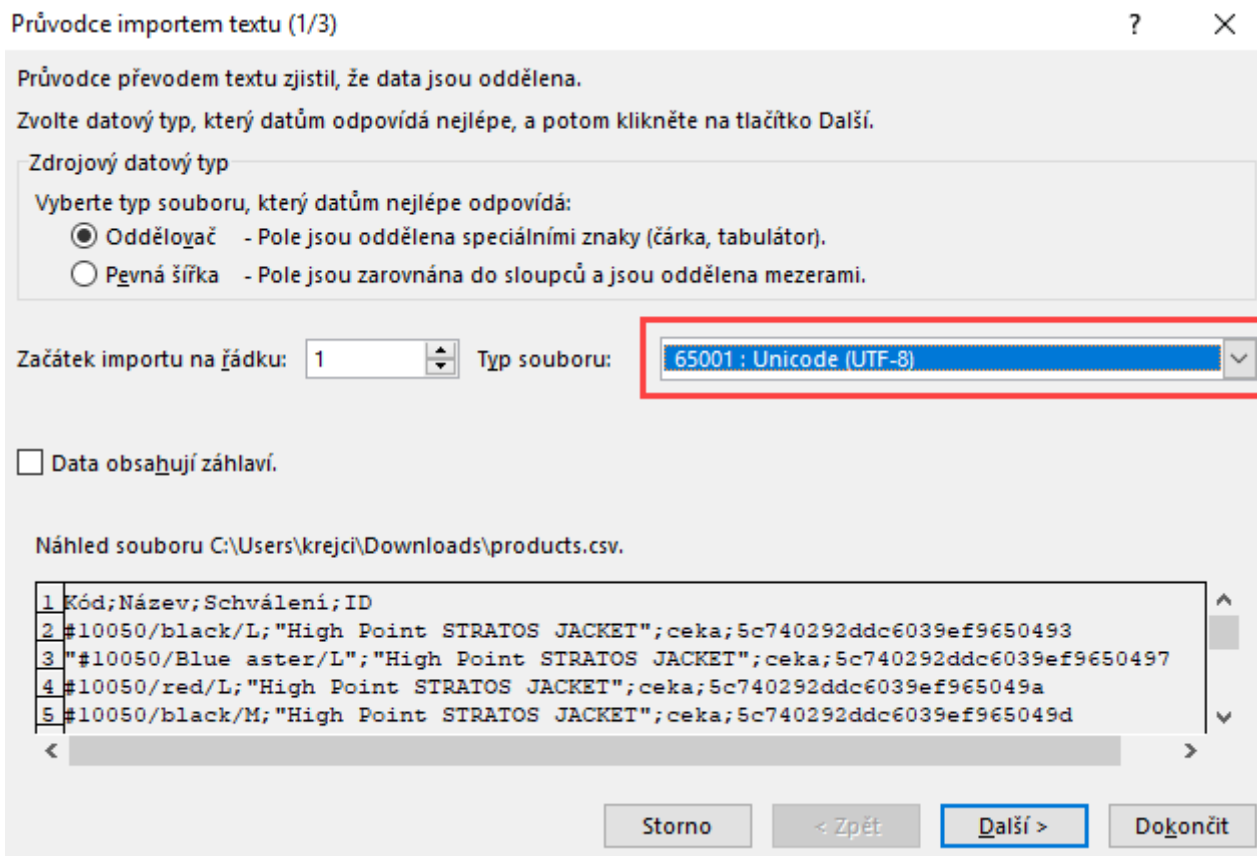 Průvodce importem textu (1/3) ? ×
Průvodce převodem textu zjistil, že data jsou oddělena.
Zvolte datový typ, který datům odpovídá nejlépe, a potom klikněte na tlačítko Další.
Zdrojový datový typ
Vyberte typ souboru, který datům nejlépe odpovídá:
Oddělovač - Pole jsou oddělena speciálními znaky (čárka, tabulátor).
Pevná šířka - Pole jsou zarovnána do sloupců a jsou oddělena mezerami.
Začátek importu na řádku: 1 Typ souboru: 65001 : Unicode (UTF-8)
Data obsahují záhlaví.
Náhled souboru C:\Users\krejci\Downloads\products.csv.
1 Kód;Název;Schválení;ID
2 #10050/black/L;"High Point STRATOS JACKET";ceka;5c740292ddc6039ef9650493
3 "#10050/Blue aster/L";"High Point STRATOS JACKET";ceka;5c740292ddc6039ef9650497
4 #10050/red/L;"High Point STRATOS JACKET";ceka;5c740292ddc6039ef965049a
5 #10050/black/M;"High Point STRATOS JACKET";ceka;5c740292ddc6039ef965049d
Storno < Zpět Další > Dokončit